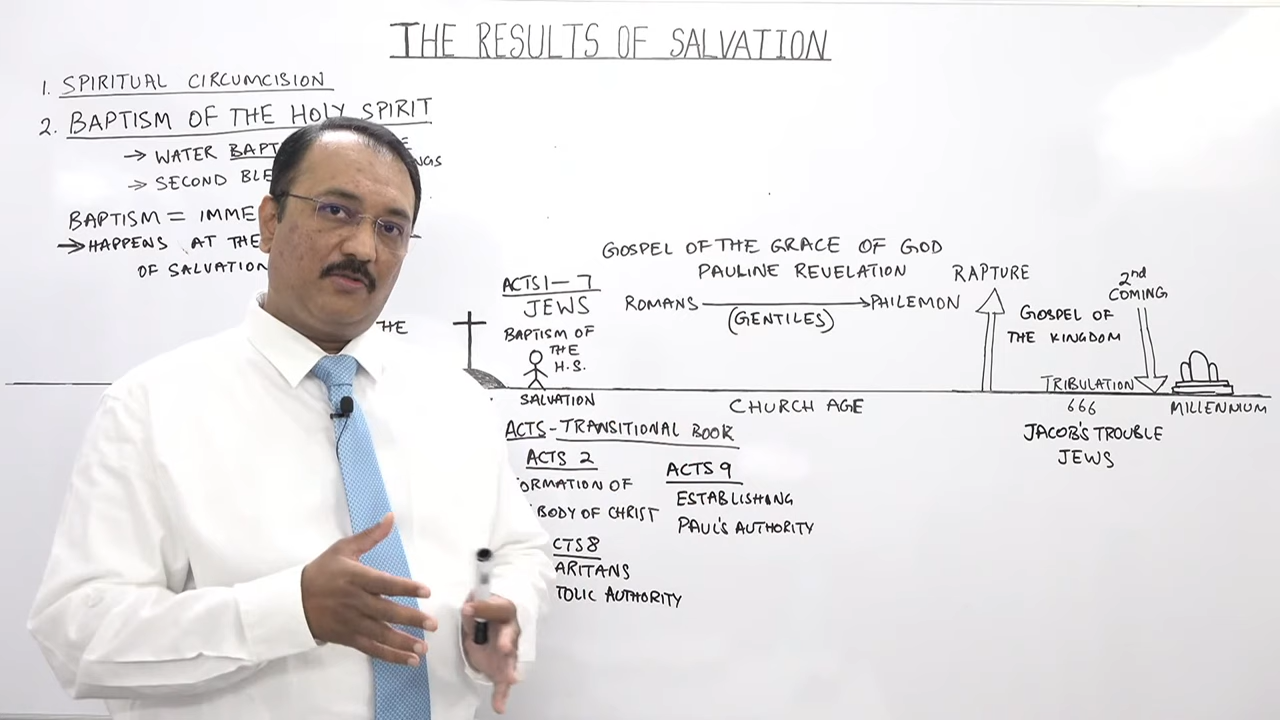 THE RESULTS OF SALVATION
1. SPIRITUAL CIRCUMCISION
2. BAPTISM OF THE HOLY SPIRIT
→ WATER
→ SECOND
BAPTISM =
→ HAPPENS AT THE
OF SALVATION
THE
ACTS 1 — 7
JEWS
BAPTISM OF
THE
H.S.
SALVATION
GOSPEL OF THE GRACE OF GOD
PAULINE REVELATION
ROMANS → PHILEMON
(GENTILES)
CHURCH AGE
RAPTURE
GOSPEL OF
THE KINGDOM
2nd
COMING
TRIBULATION
666
JACOB'S TROUBLE
JEWS
MILLENNIUM
ACTS - TRANSITIONAL BOOK
ACTS 2
ORMATION OF
BODY OF CHRIST
CTS 8
ARITANS
TOLIC AUTHORITY
ACTS 9
ESTABLISHING
PAUL'S AUTHORITY